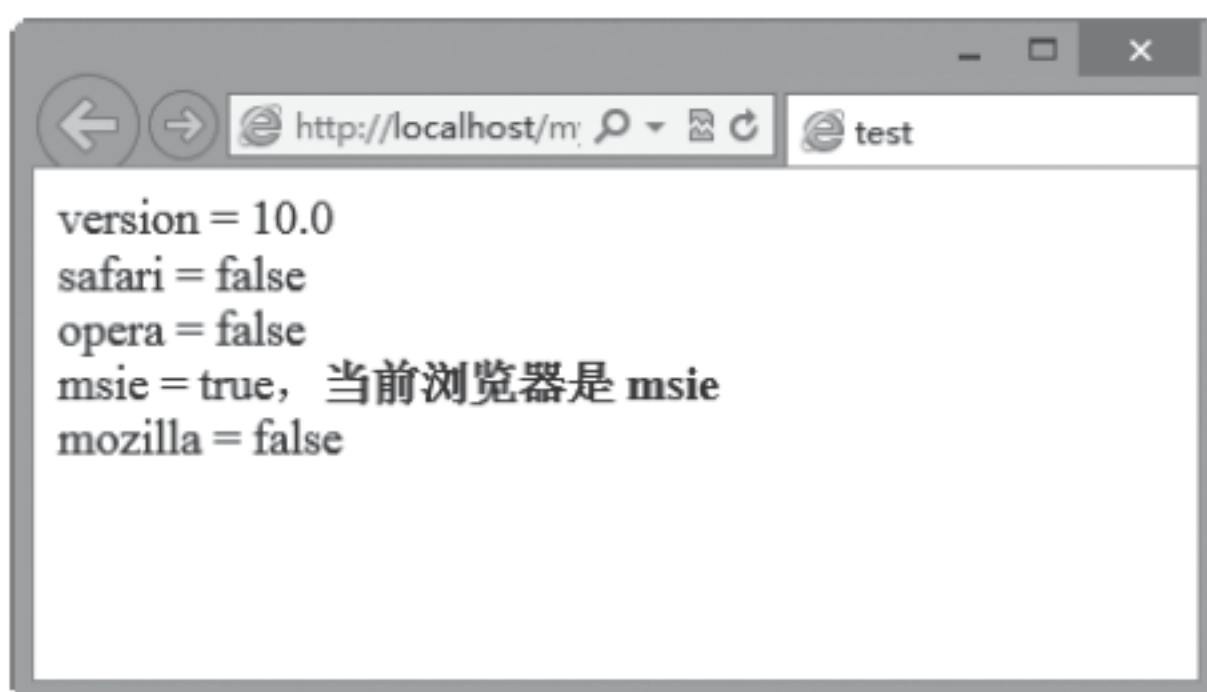 http://localhost/m
test
version = 10.0
safari = false
opera = false
msie = true，当前浏览器是 msie
mozilla = false